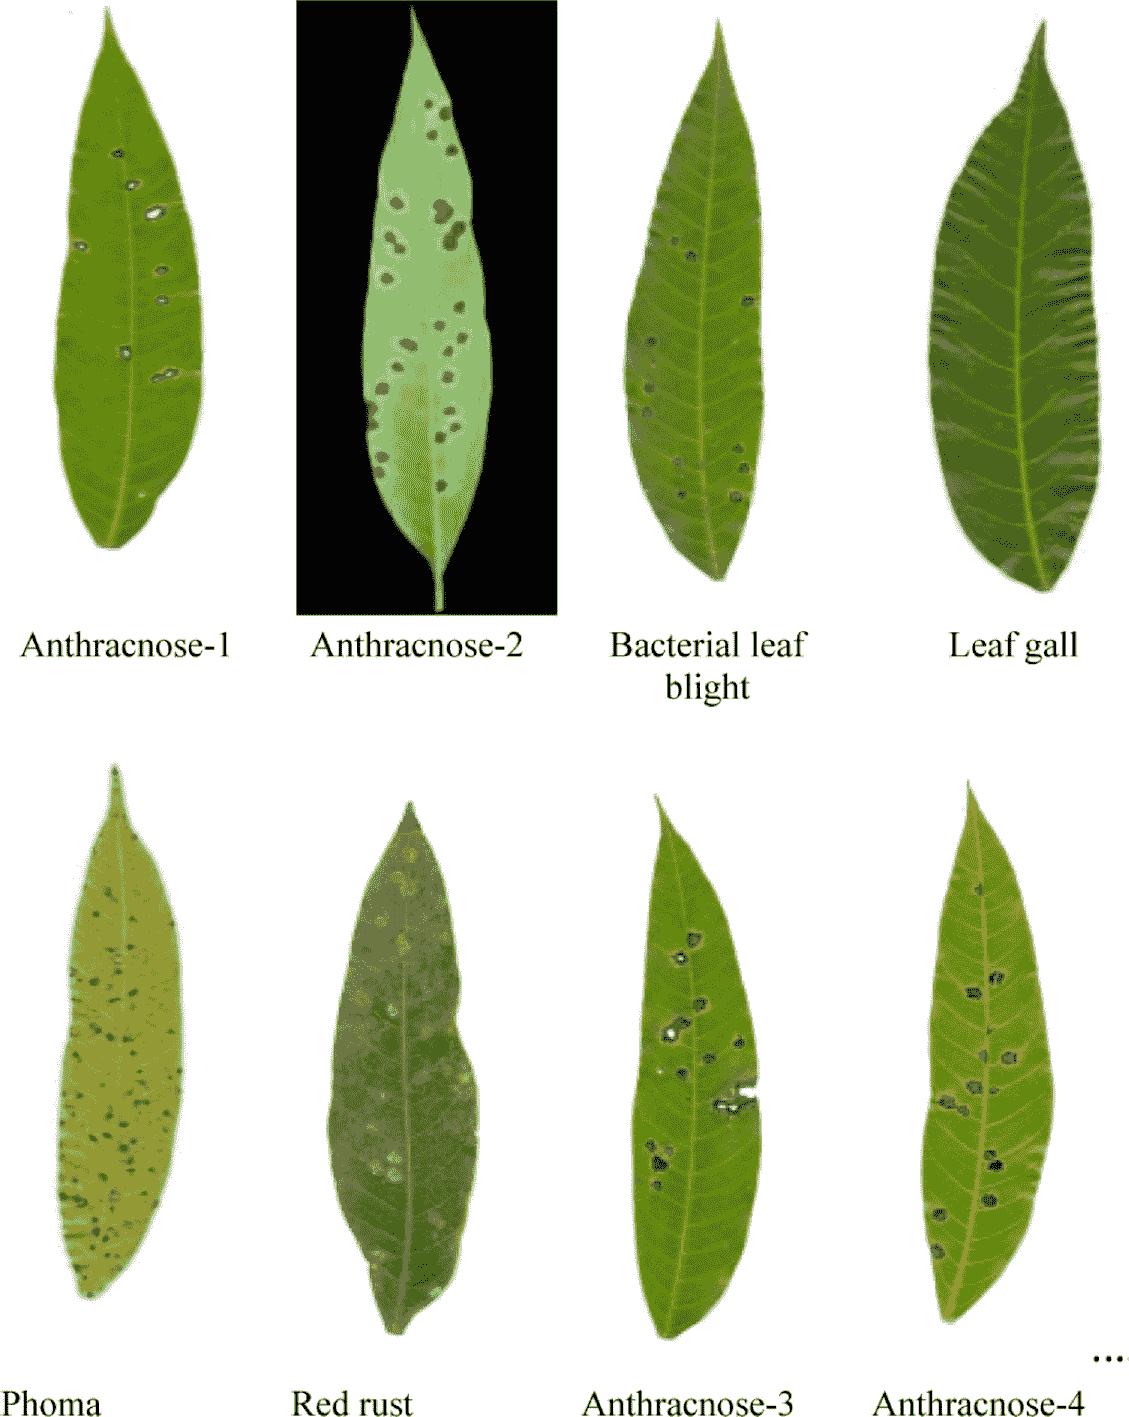 Anthracnose-1
Anthracnose-2
Bacterial leaf
blight
Leaf gall
....
Phoma
Red rust
Anthracnose-3
Anthracnose-4